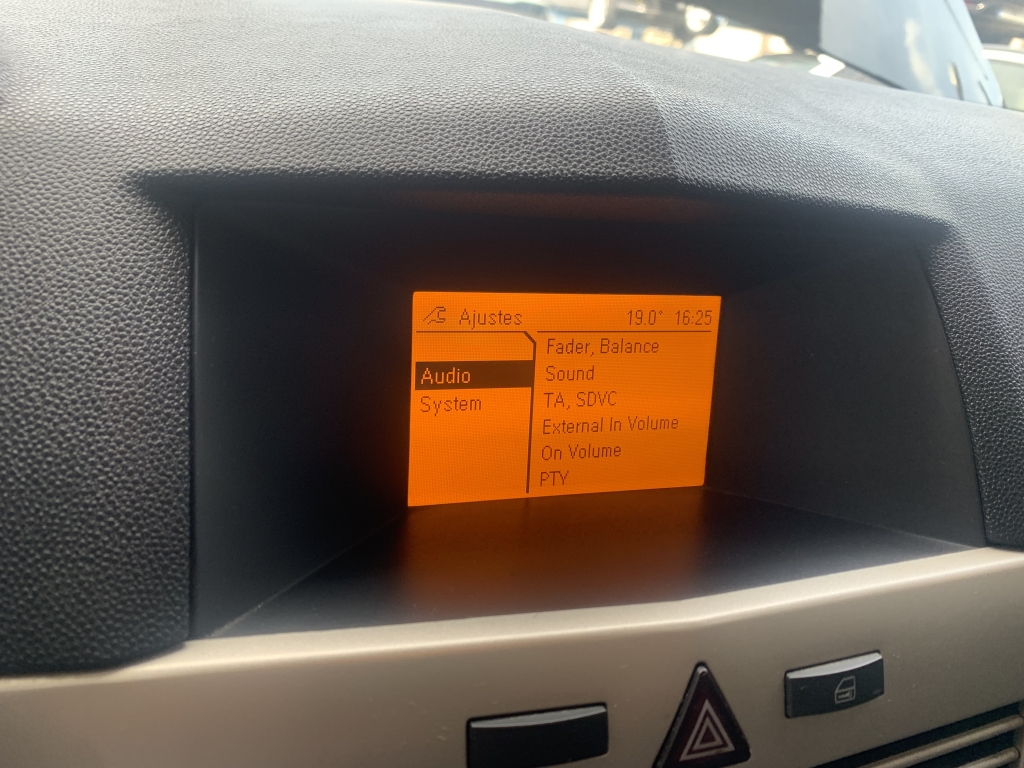 Ajustes 19.0° 16:25
Audio
System
Fader, Balance
Sound
TA, SDVC
External In Volume
On Volume
PTY